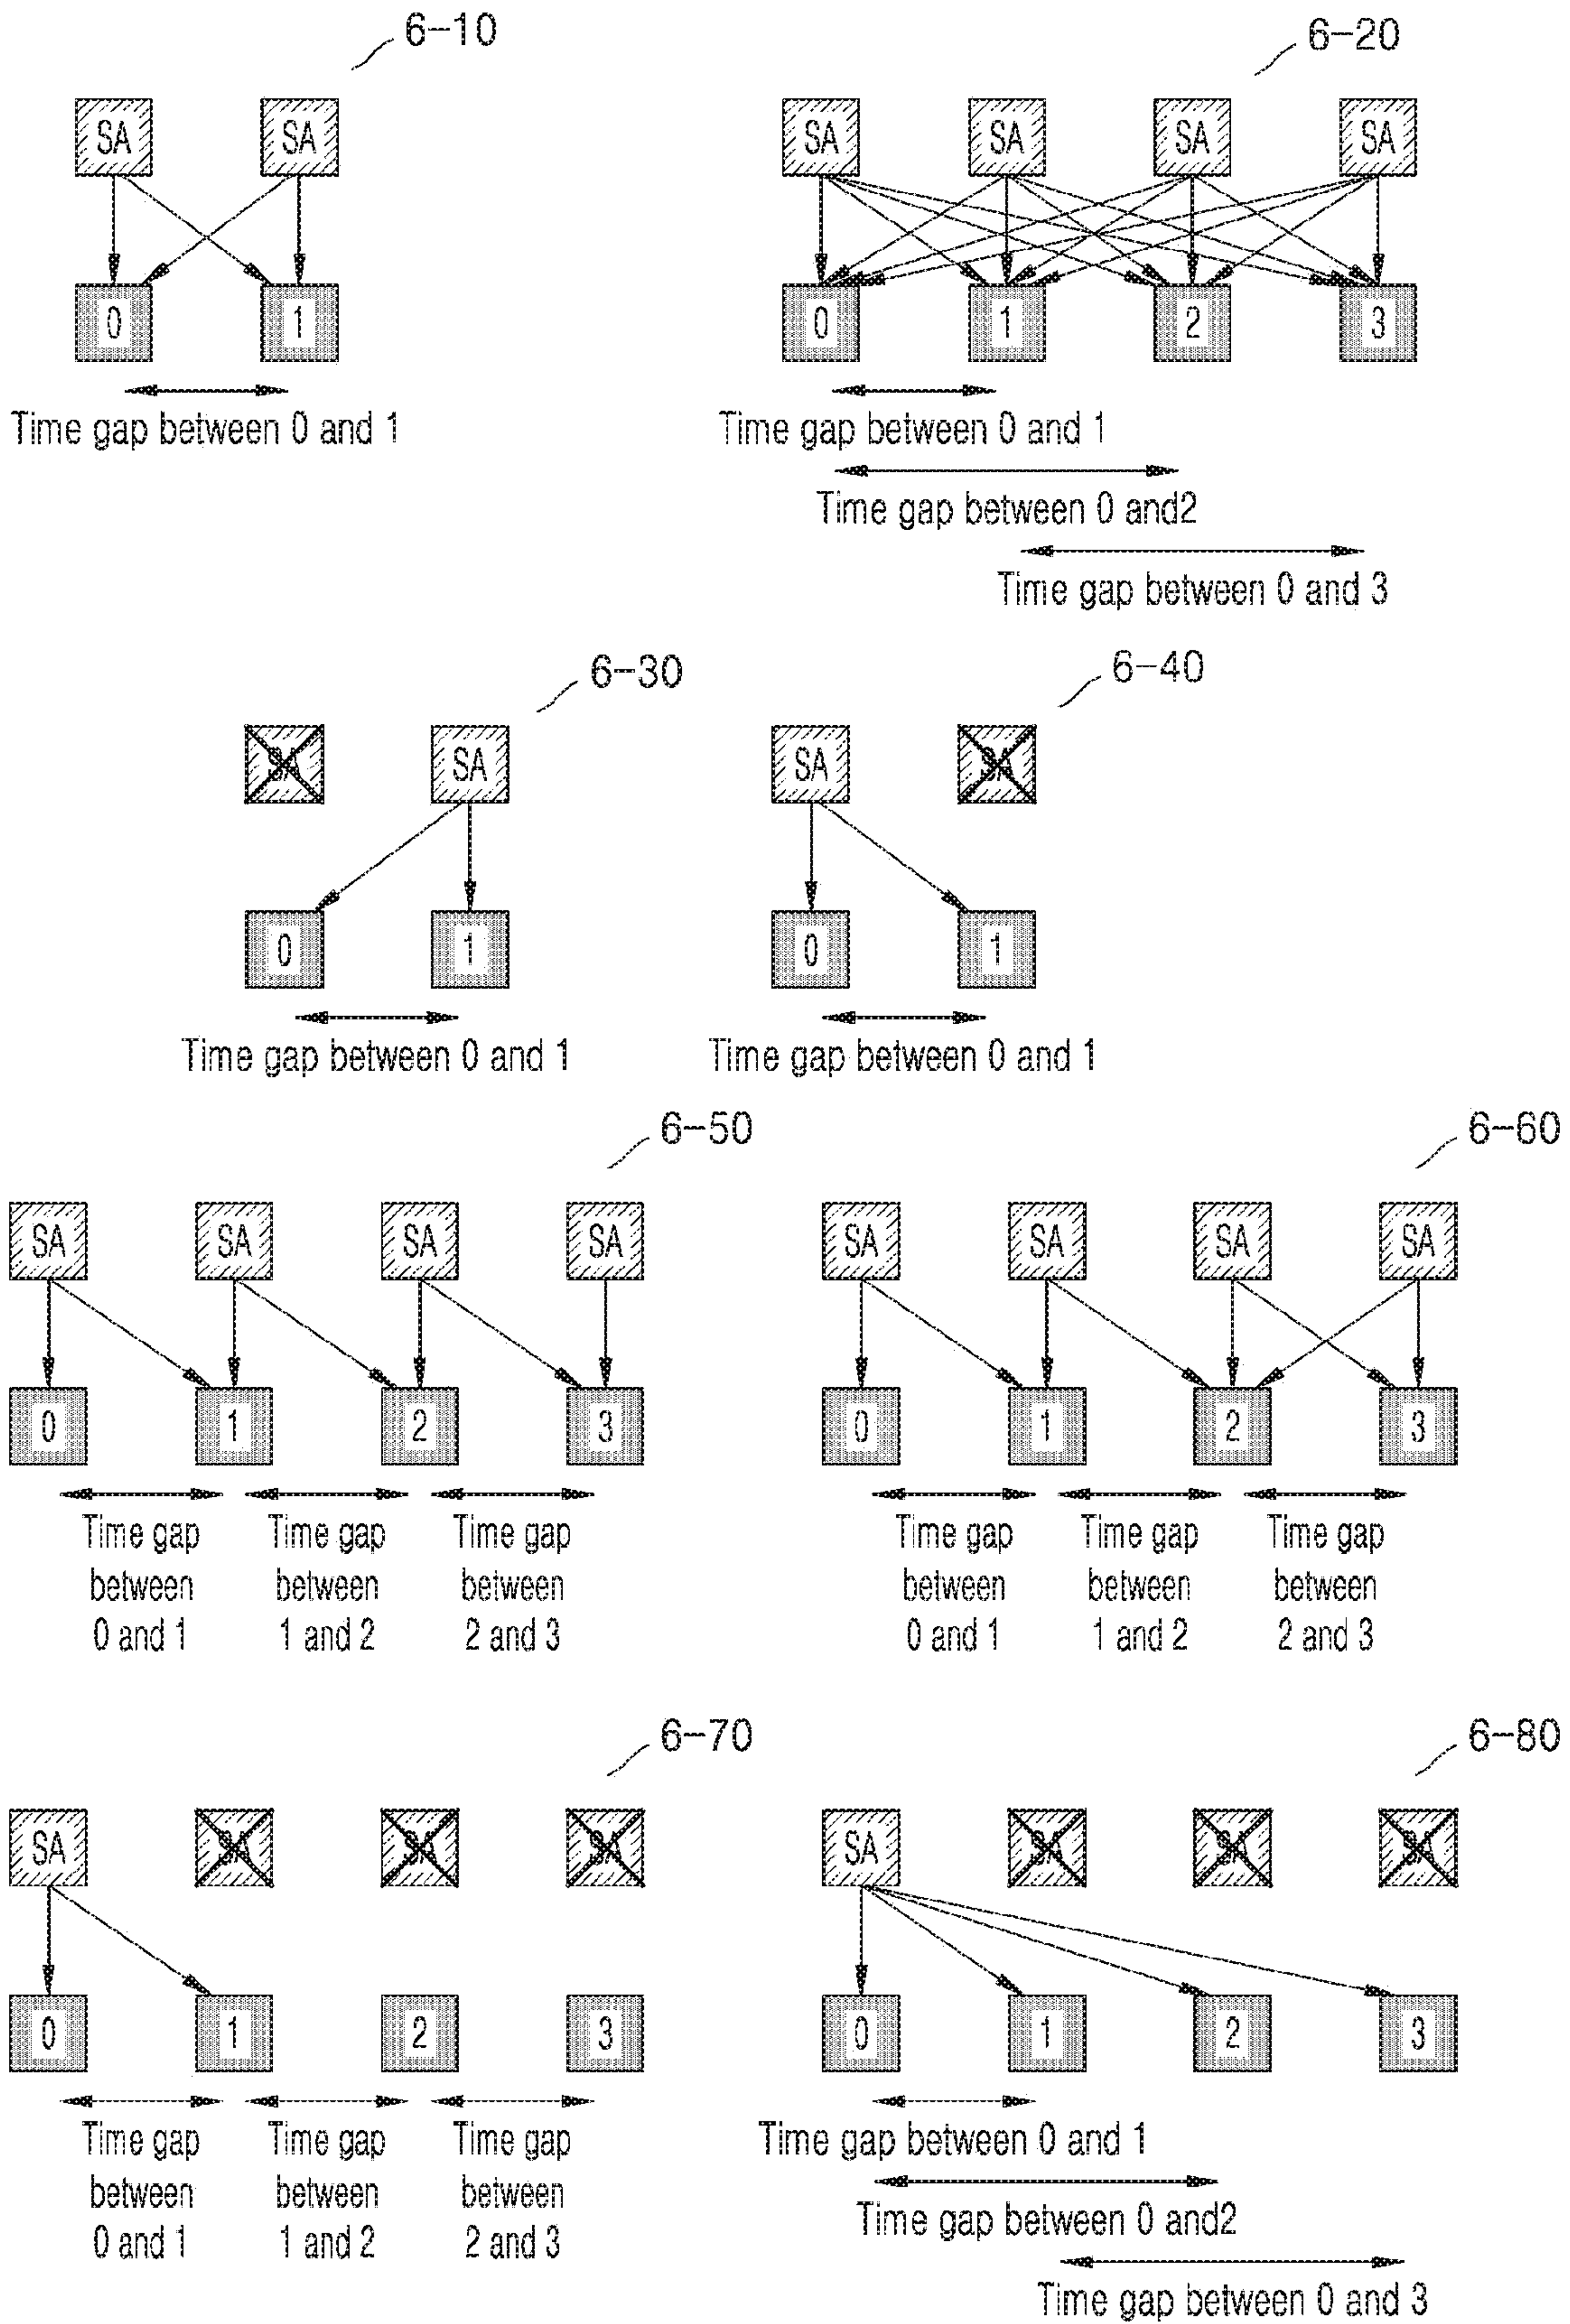 6-10
SA SA
0 1
Time gap between 0 and 1
6-20
SA SA SA SA
0 1 2 3
Time gap between 0 and 1
Time gap between 0 and2
Time gap between 0 and 3
6-30
SA SA
0 1
Time gap between 0 and 1
6-40
SA SA
0 1
Time gap between 0 and 1
6-50
SA SA SA SA
0 1 2 3
Time gap
between
0 and 1
Time gap
between
1 and 2
Time gap
between
2 and 3
6-60
SA SA SA SA
0 1 2 3
Time gap
between
0 and 1
Time gap
between
1 and 2
Time gap
between
2 and 3
6-70
SA SA SA SA
0 1 2 3
Time gap
between
0 and 1
Time gap
between
1 and 2
Time gap
between
2 and 3
6-80
SA SA SA SA
0 1 2 3
Time gap between 0 and 1
Time gap between 0 and2
Time gap between 0 and 3